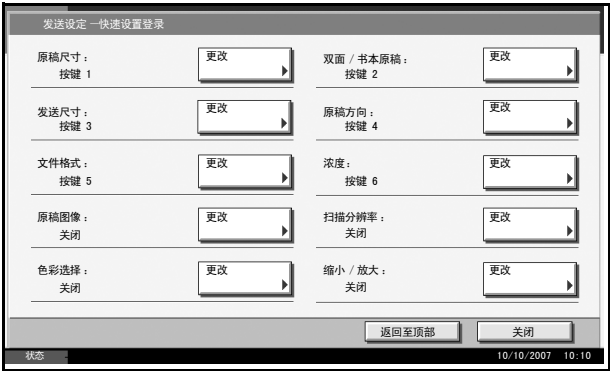 发送设定 –快速设置登录
原稿尺寸：
更改
按键 1
双面 / 书本原稿：
更改
按键 2
发送尺寸：
更改
按键 3
原稿方向：
更改
按键 4
文件格式：
更改
按键 5
浓度：
更改
按键 6
原稿图像：
更改
关闭
扫描分辨率：
更改
关闭
色彩选择：
更改
关闭
缩小 / 放大：
更改
关闭
返回至顶部
关闭
状态
10/10/2007 10:10